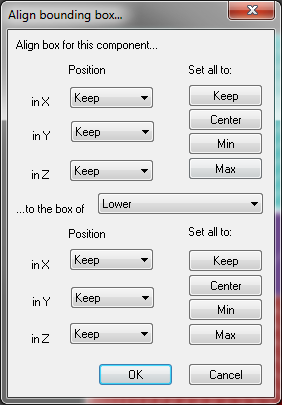 Align bounding box...
Align box for this component...
Position Set all to:
in X Keep Keep
Center
in Y Keep
Min
in Z Keep Max
...to the box of Lower
Position Set all to:
in X Keep Keep
Center
in Y Keep
Min
in Z Keep Max
OK Cancel